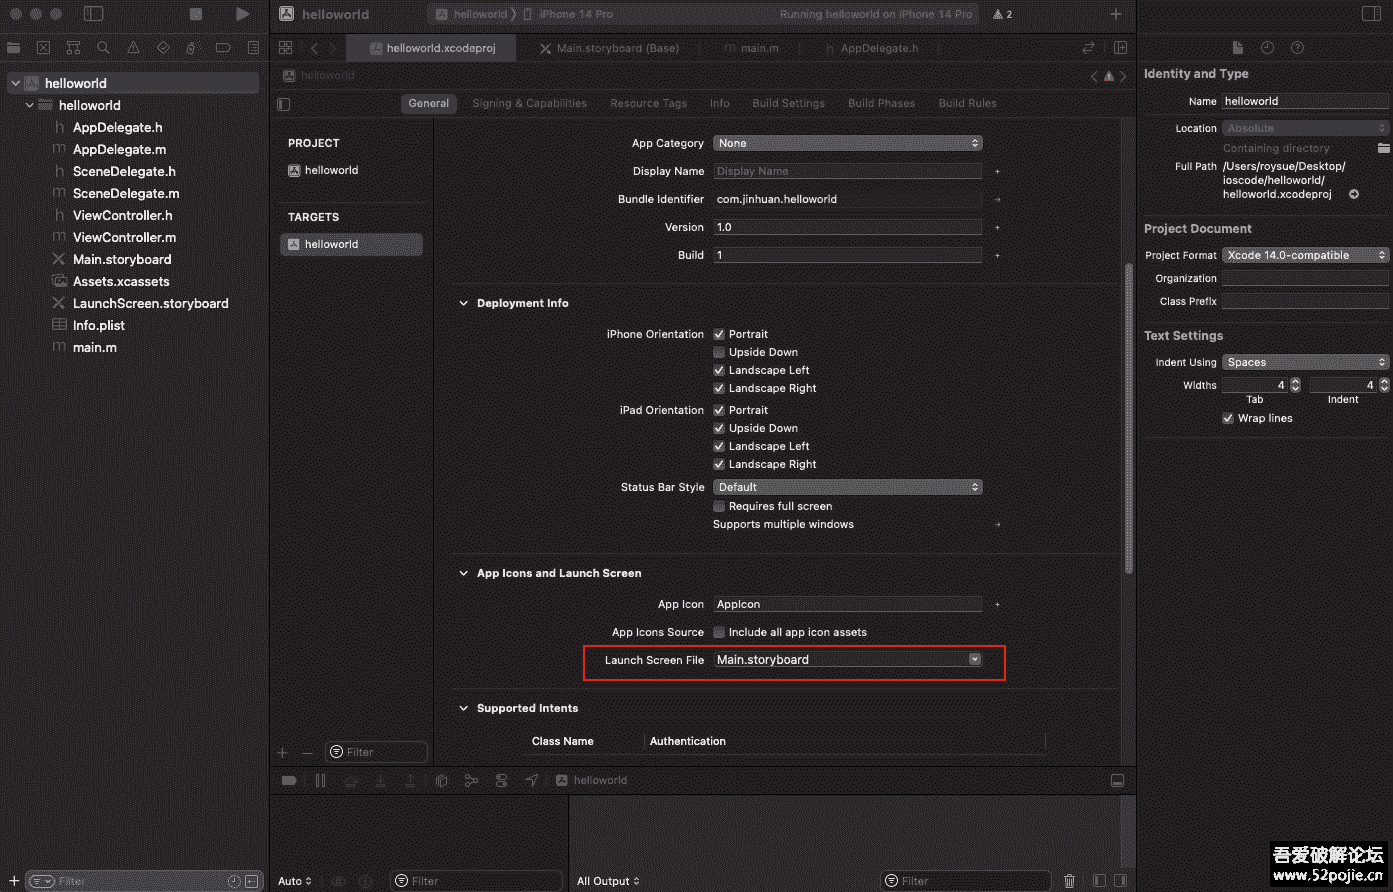 helloworld
helloworld
iPhone 14 Pro
Running helloworld on iPhone 14 Pro
2
helloworld.xcodeproj
Main.storyboard (Base)
main.m
AppDelegate.h
helloworld
helloworld
AppDelegate.h
AppDelegate.m
SceneDelegate.h
SceneDelegate.m
ViewController.h
ViewController.m
Main.storyboard
Assets.xcassets
LaunchScreen.storyboard
Info.plist
main.m
Filter
helloworld
General
Signing & Capabilities
Resource Tags
Info
Build Settings
Build Phases
Build Rules
PROJECT
helloworld
TARGETS
helloworld
Filter
App Category None
Display Name Display Name
Bundle Identifier com.jinhuan.helloworld
Version 1.0
Build 1
Deployment Info
iPhone Orientation Portrait
Upside Down
Landscape Left
Landscape Right
iPad Orientation Portrait
Upside Down
Landscape Left
Landscape Right
Status Bar Style Default
Requires full screen
Supports multiple windows
App Icons and Launch Screen
App Icon AppIcon
App Icons Source Include all app icon assets
Launch Screen File Main.storyboard
Supported Intents
Class Name Authentication
helloworld
Auto
Filter
All Output
Filter
Identity and Type
Name helloworld
Location Absolute
Containing directory
Full Path /Users/roysue/Desktop/
ioscode/helloworld/
helloworld.xcodeproj
Project Document
Project Format Xcode 14.0-compatible
Organization
Class Prefix
Text Settings
Indent Using Spaces
Widths 4 4
Tab Indent
Wrap lines
吾爱破解论坛
www.52pojie.cn